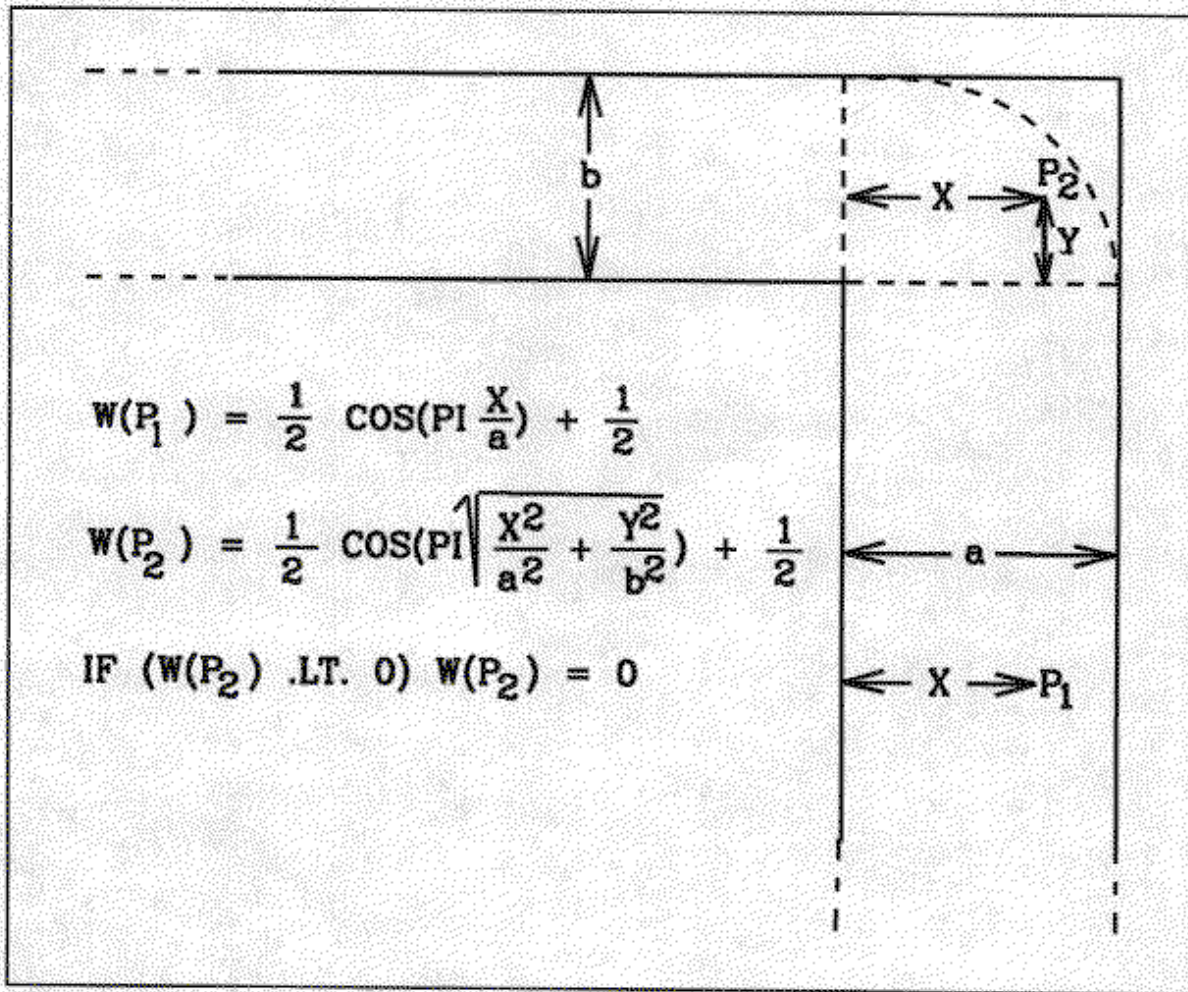 b
X
P2
Y
W(P1) = 1/2 COS(PI X/a) + 1/2
W(P2) = 1/2 COS(PI√(X²/a² + Y²/b²)) + 1/2
a
IF (W(P2) .LT. 0) W(P2) = 0
X
P1